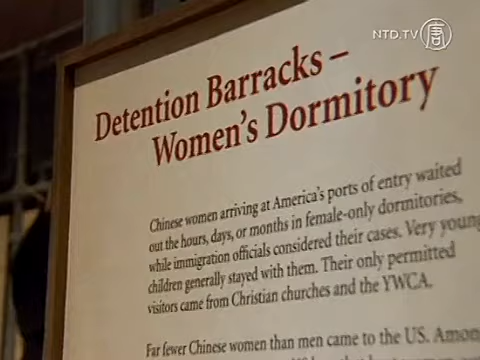 NTD.TV 唐
Detention Barracks –
Women's Dormitory
Chinese women arriving at America's ports of entry waited
out the hours, days, or months in female-only dormitories,
while immigration officials considered their cases. Very young
children generally stayed with them. Their only permitted
visitors came from Christian churches and the YWCA.
Far fewer Chinese women than men came to the US. Among